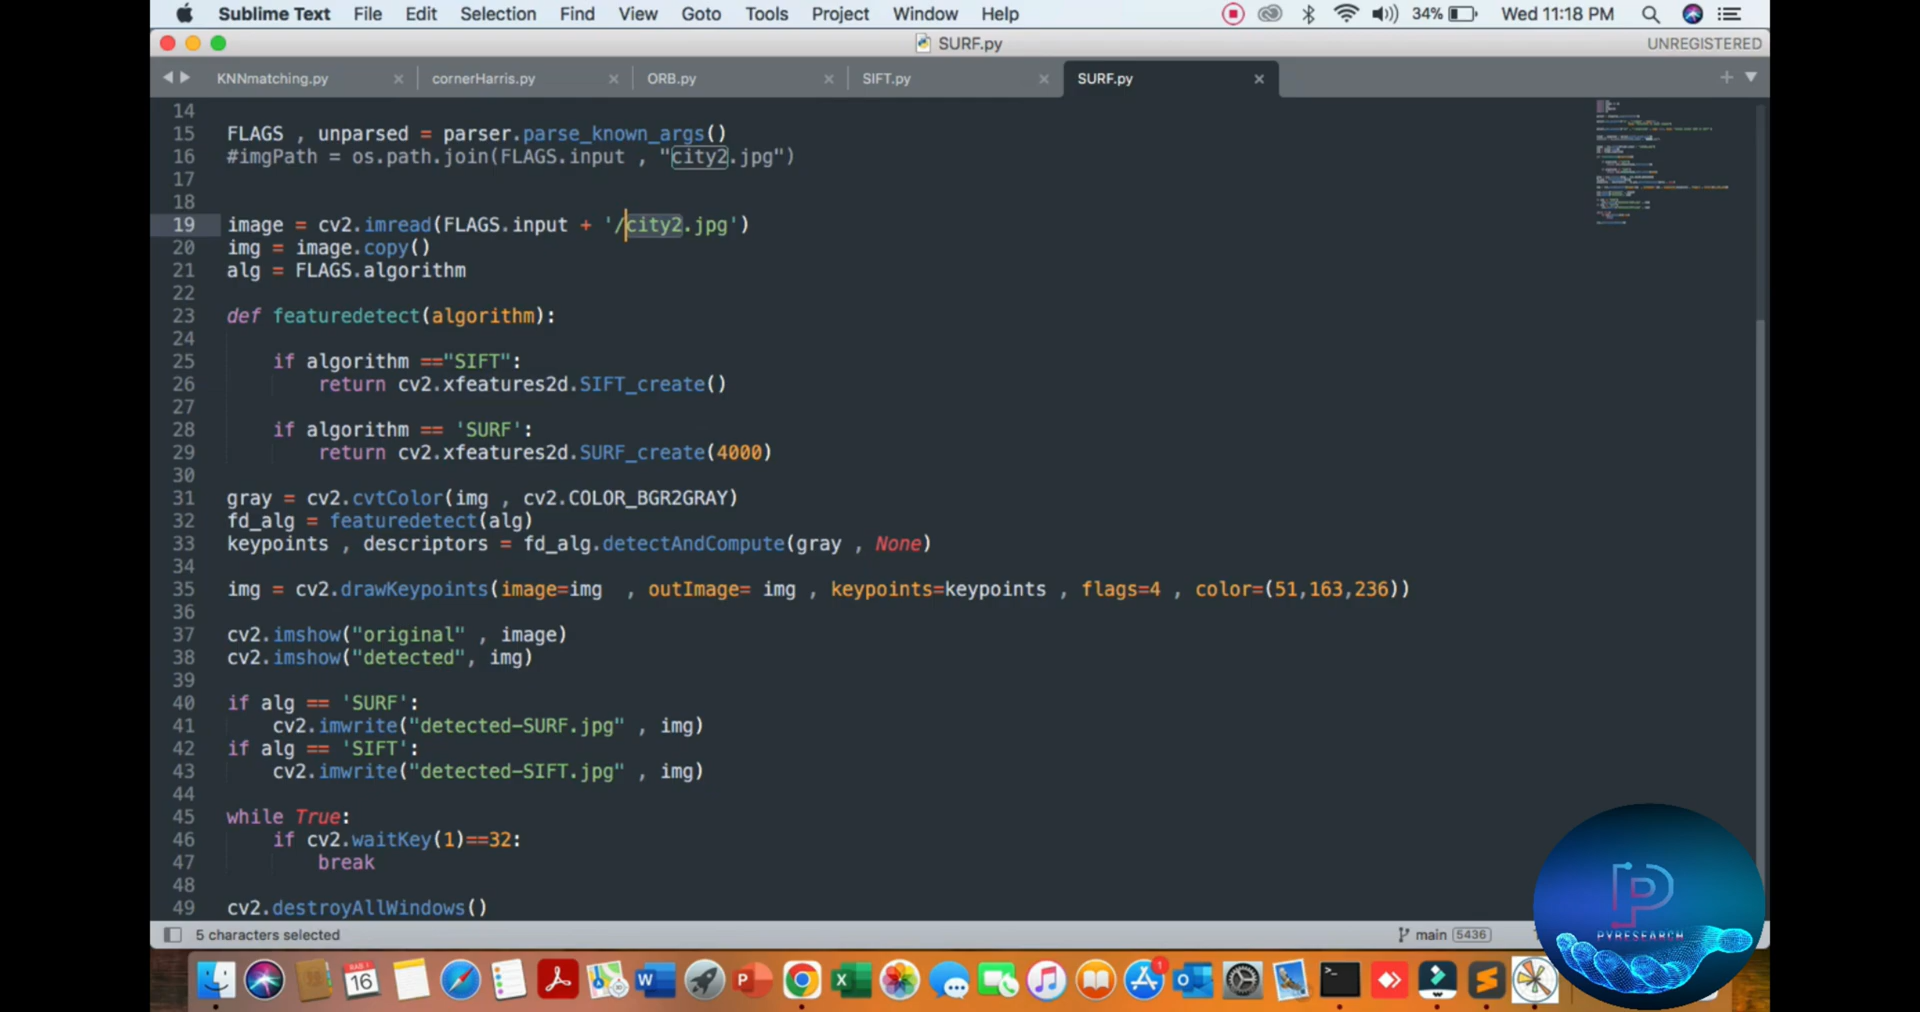 Sublime Text File Edit Selection Find View Goto Tools Project Window Help 34% Wed 11:18 PM
SURF.py UNREGISTERED
KNNmatching.py cornerHarris.py ORB.py SIFT.py SURF.py
14
15 FLAGS , unparsed = parser.parse_known_args()
16 #imgPath = os.path.join(FLAGS.input , "city2.jpg")
17
18
19 image = cv2.imread(FLAGS.input + '/city2.jpg')
20 img = image.copy()
21 alg = FLAGS.algorithm
22
23 def featuredetect(algorithm):
24
25 if algorithm =="SIFT":
26 return cv2.xfeatures2d.SIFT_create()
27
28 if algorithm == 'SURF':
29 return cv2.xfeatures2d.SURF_create(4000)
30
31 gray = cv2.cvtColor(img , cv2.COLOR_BGR2GRAY)
32 fd_alg = featuredetect(alg)
33 keypoints , descriptors = fd_alg.detectAndCompute(gray , None)
34
35 img = cv2.drawKeypoints(image=img , outImage= img , keypoints=keypoints , flags=4 , color=(51,163,236))
36
37 cv2.imshow("original" , image)
38 cv2.imshow("detected", img)
39
40 if alg == 'SURF':
41 cv2.imwrite("detected-SURF.jpg" , img)
42 if alg == 'SIFT':
43 cv2.imwrite("detected-SIFT.jpg" , img)
44
45 while True:
46 if cv2.waitKey(1)==32:
47 break
48
49 cv2.destroyAllWindows()
5 characters selected main 5436
PYRESEARCH
16
1